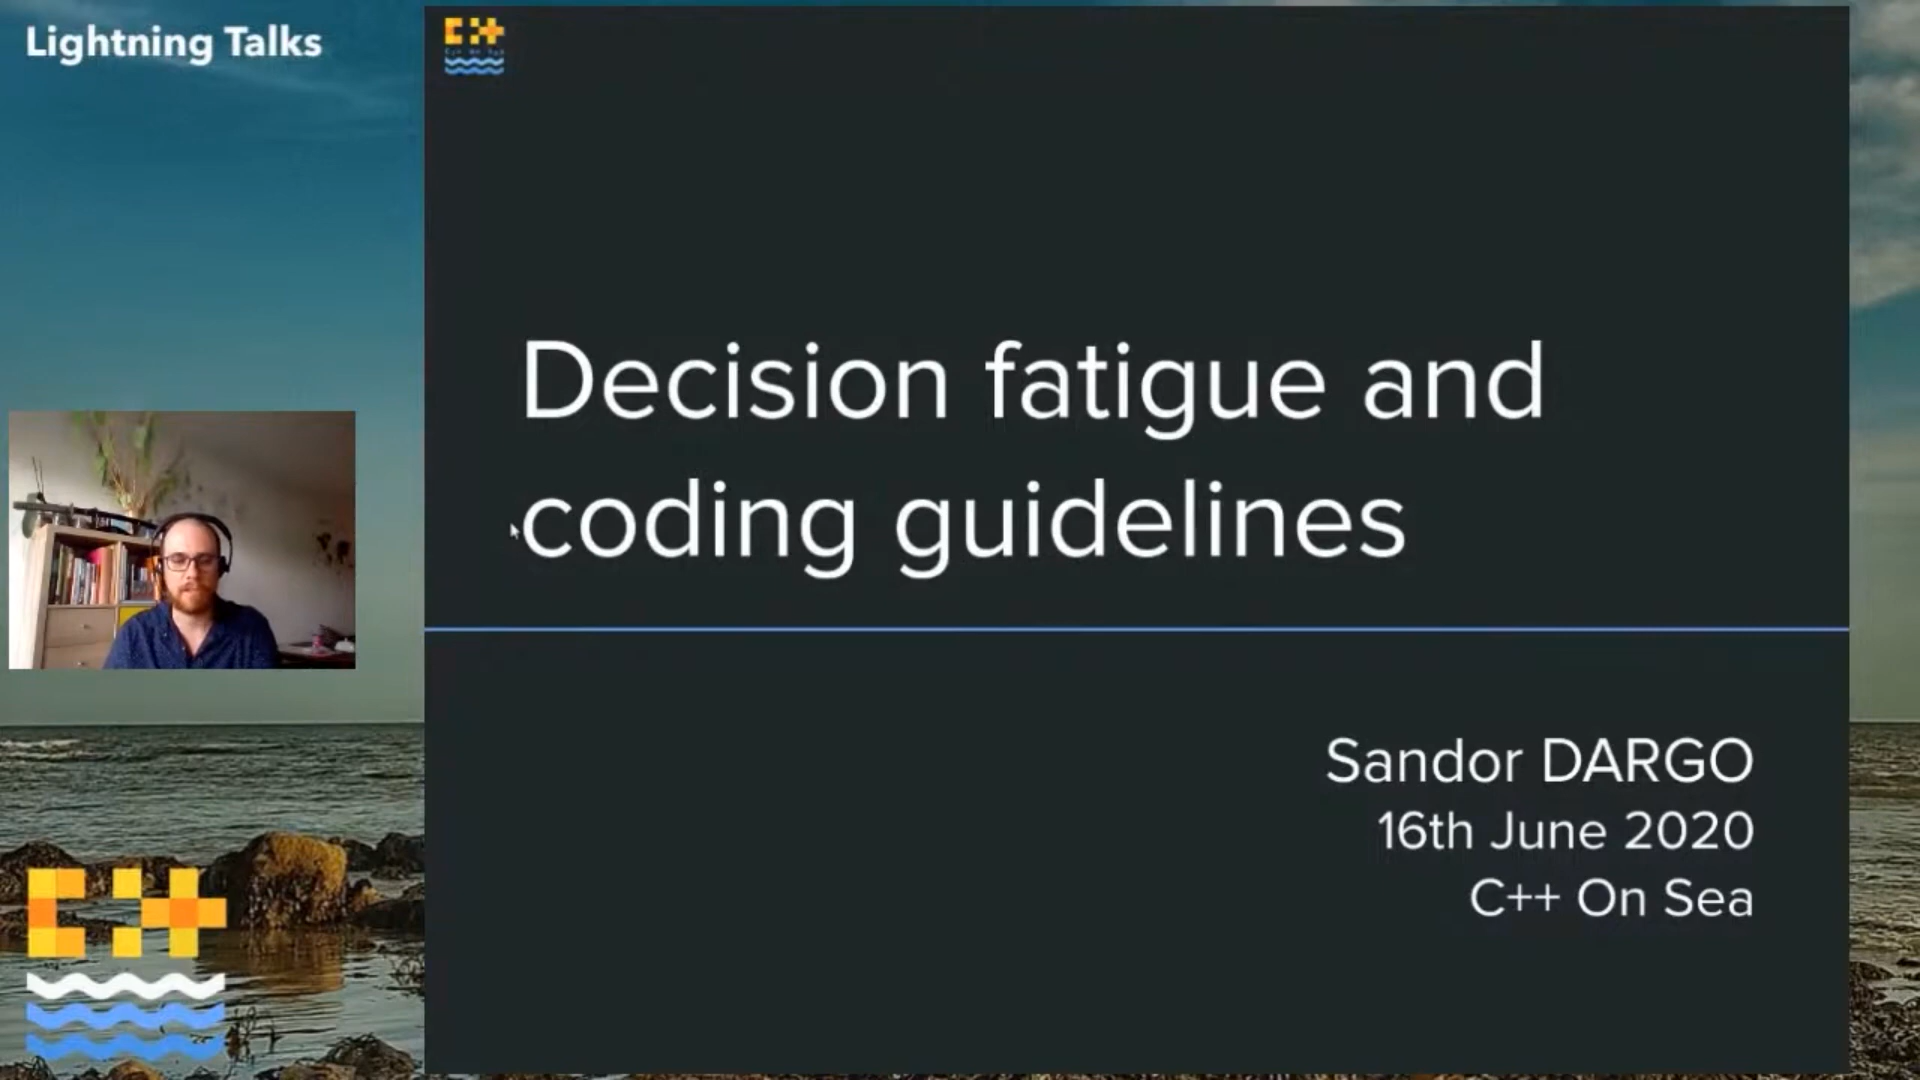 Lightning Talks
Decision fatigue and
coding guidelines
Sandor DARGO
16th June 2020
C++ On Sea